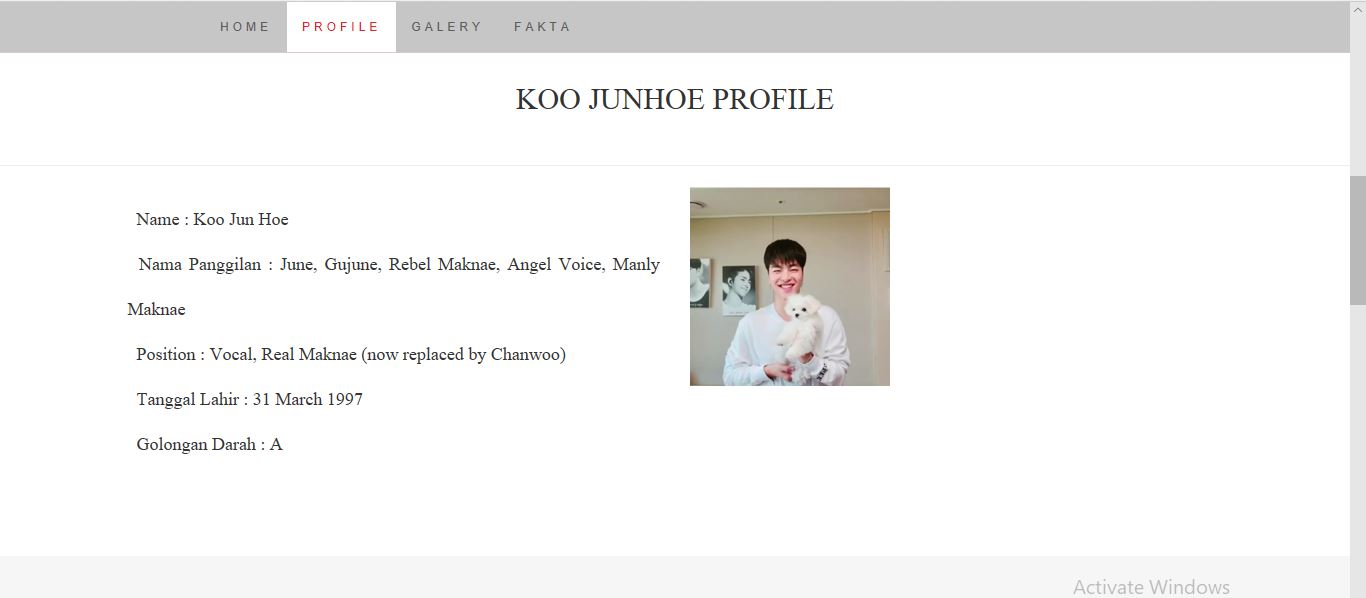 HOME PROFILE GALERY FAKTA
KOO JUNHOE PROFILE
Name : Koo Jun Hoe
Nama Panggilan : June, Gujune, Rebel Maknae, Angel Voice, Manly
Maknae
Position : Vocal, Real Maknae (now replaced by Chanwoo)
Tanggal Lahir : 31 March 1997
Golongan Darah : A
Activate Windows